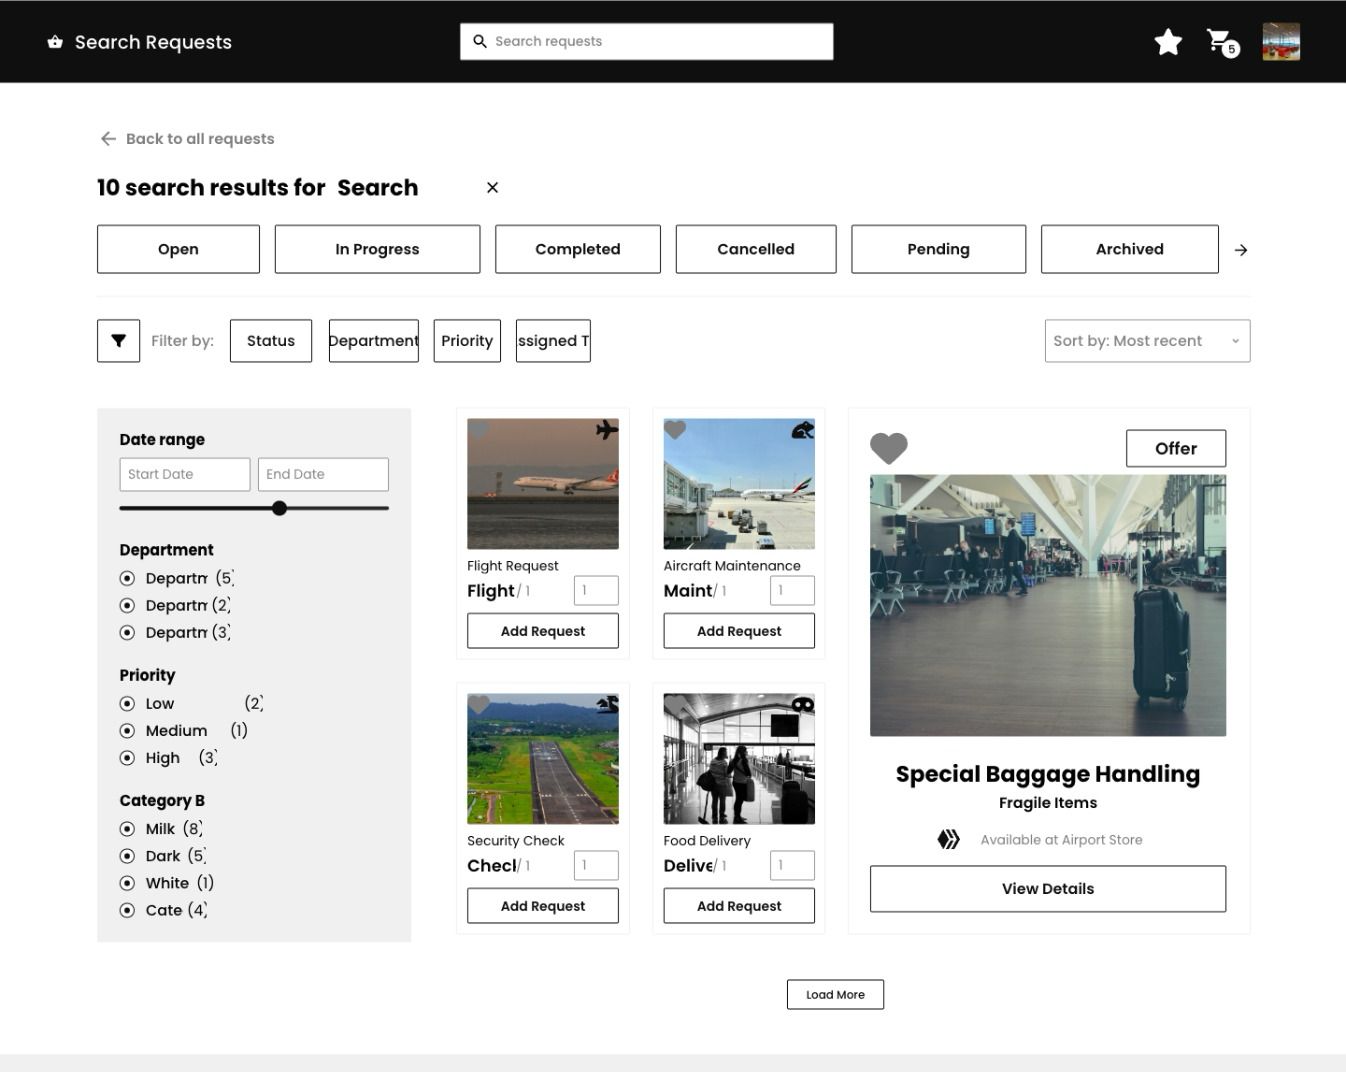 Search Requests
Search requests
5
Back to all requests
10 search results for Search
Open
In Progress
Completed
Cancelled
Pending
Archived
Filter by:
Status
Department
Priority
ssigned T
Sort by: Most recent
Date range
Start Date
End Date
Department
Departm (5)
Departm (2)
Departm (3)
Priority
Low (2)
Medium (1)
High (3)
Category B
Milk (8)
Dark (5)
White (1)
Cate (4)
Flight Request
Flight / 1
1
Add Request
Aircraft Maintenance
Maint / 1
1
Add Request
Security Check
Check / 1
1
Add Request
Food Delivery
Delive / 1
1
Add Request
Offer
Special Baggage Handling
Fragile Items
Available at Airport Store
View Details
Load More